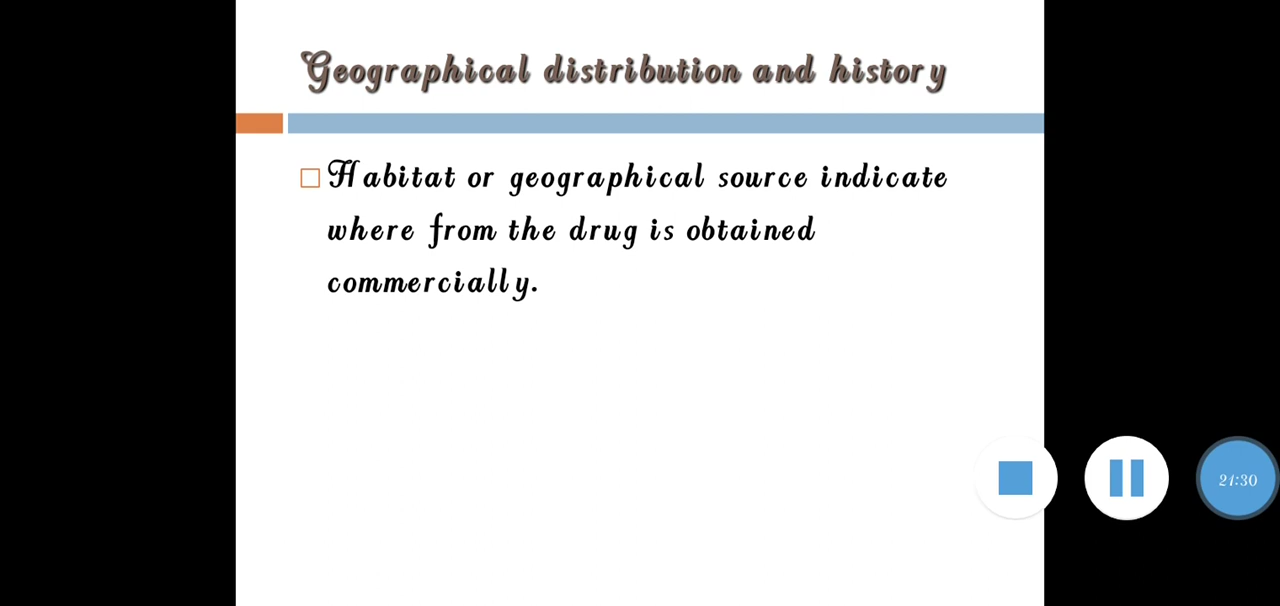 Geographical distribution and history
Habitat or geographical source indicate
where from the drug is obtained
commercially.
21:30